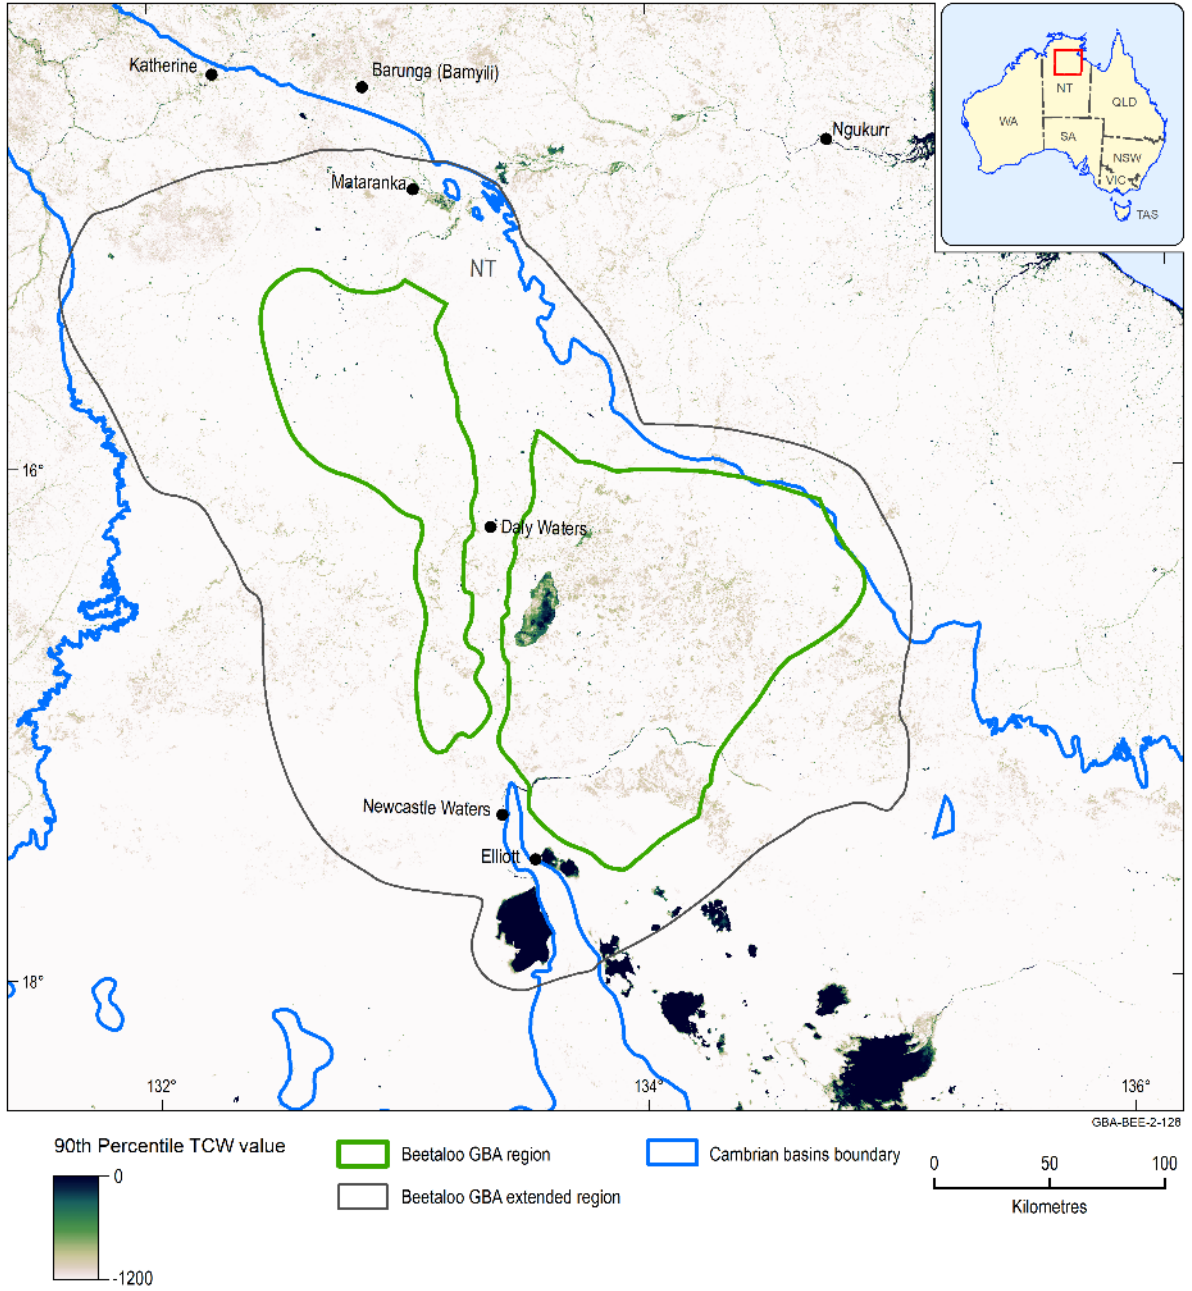 Katherine
Barunga (Bamyili)
Ngukurr
Mataranka
NT
WA
NT
QLD
SA
NSW
VIC
TAS
16°
Daly Waters
Newcastle Waters
Elliott
18°
132°
134°
136°
GBA-BEE-2-128
90th Percentile TCW value
0
-1200
Beetaloo GBA region
Beetaloo GBA extended region
Cambrian basins boundary
0 50 100
Kilometres